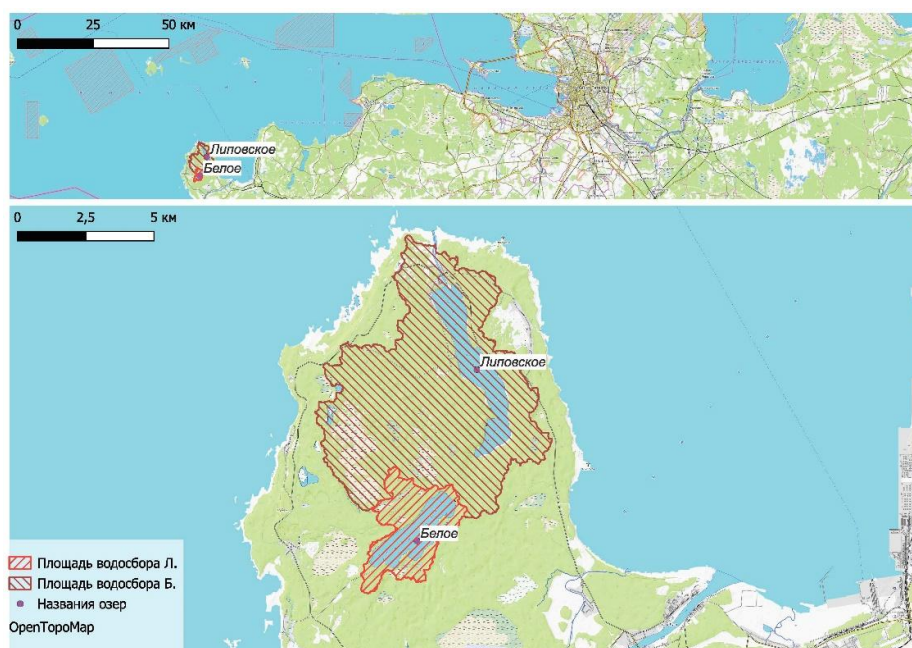 0 25 50 км
Липовское
Белое
0 2,5 5 км
Липовское
Белое
Площадь водосбора Л.
Площадь водосбора Б.
Названия озер
OpenTopoMap